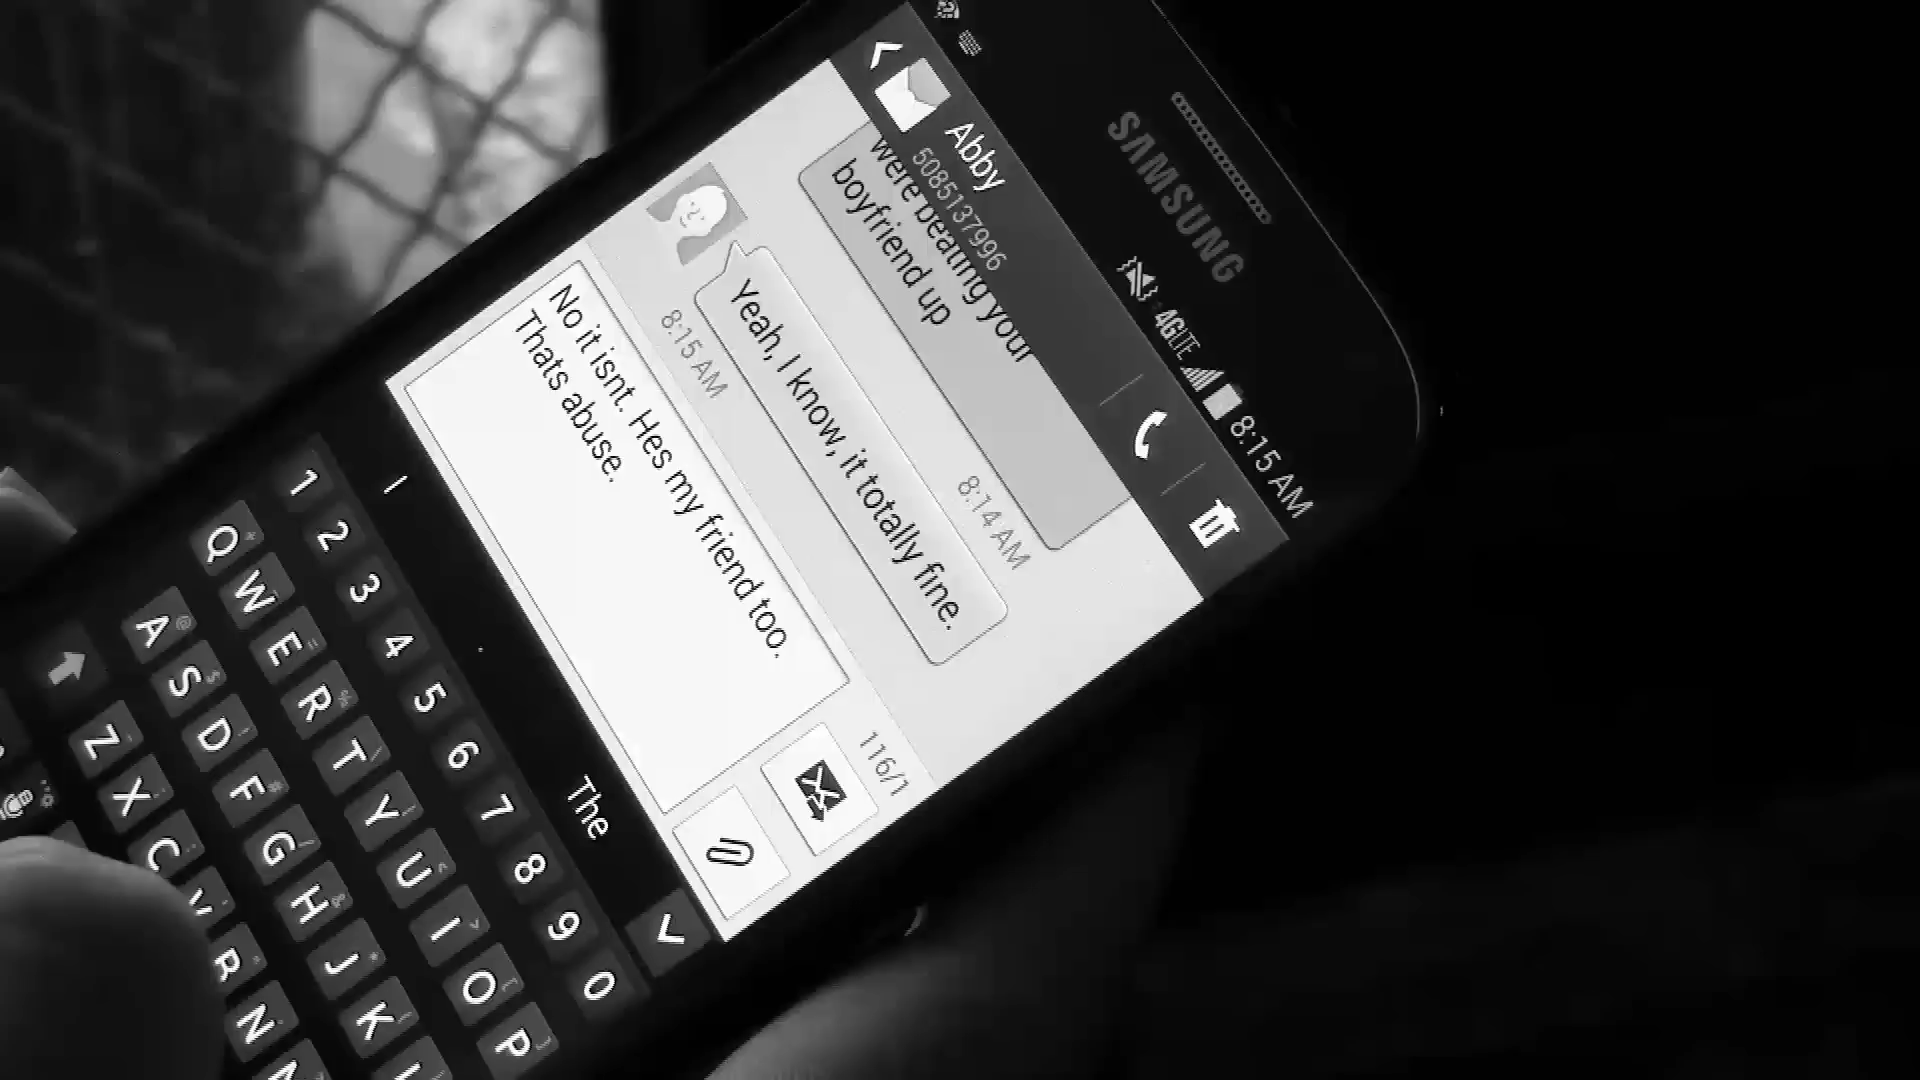 SAMSUNG
4G LTE 8:15 AM
Abby
5085137996
were beating your
boyfriend up
8:14 AM
Yeah, I know, it totally fine.
8:15 AM
116/1
No it isnt. Hes my friend too.
Thats abuse.
I
The
1 2 3 4 5 6 7 8 9 0
Q W E R T Y U I O P
A S D F G H J K L
Z X C V B N